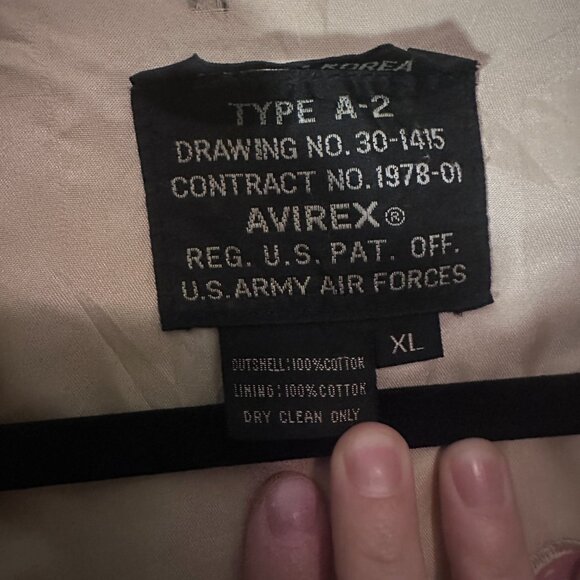 KOREA
TYPE A-2
DRAWING NO. 30-1415
CONTRACT NO. 1978-01
AVIREX®
REG. U.S. PAT. OFF.
U.S. ARMY AIR FORCES
XL
OUTSHELL:100%COTTON
LINING:100%COTTON
DRY CLEAN ONLY